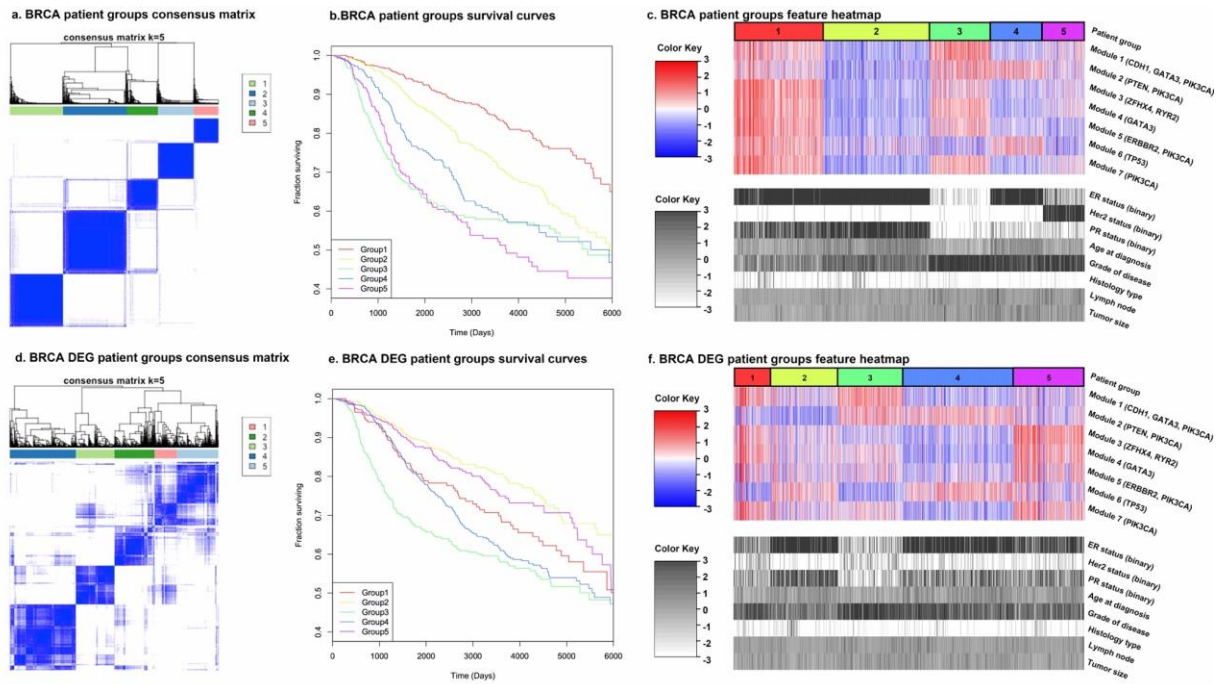 a. BRCA patient groups consensus matrix
consensus matrix k=5
1
2
3
4
5
b.BRCA patient groups survival curves
Fraction surviving
1.0
0.9
0.8
0.7
0.6
0.5
0.4
Group1
Group2
Group3
Group4
Group5
0
1000
2000
3000
4000
5000
6000
Time (Days)
c. BRCA patient groups feature heatmap
Color Key
3
2
1
0
-1
-2
-3
1 2 3 4 5
Patient group
Module 1 (CDH1, GATA3, PIK3CA)
Module 2 (PTEN, PIK3CA)
Module 3 (ZFHX4, RYR2)
Module 4 (GATA3)
Module 5 (ERBBR2, PIK3CA)
Module 6 (TP53)
Module 7 (PIK3CA)
Color Key
3
2
1
0
-1
-2
-3
ER status (binary)
Her2 status (binary)
PR status (binary)
Age at diagnosis
Grade of disease
Histology type
Lymph node
Tumor size
d. BRCA DEG patient groups consensus matrix
consensus matrix k=5
1
2
3
4
5
e. BRCA DEG patient groups survival curves
Fraction surviving
1.0
0.9
0.8
0.7
0.6
0.5
0.4
Group1
Group2
Group3
Group4
Group5
0
1000
2000
3000
4000
5000
6000
Time (Days)
f. BRCA DEG patient groups feature heatmap
Color Key
3
2
1
0
-1
-2
-3
1 2 3 4 5
Patient group
Module 1 (CDH1, GATA3, PIK3CA)
Module 2 (PTEN, PIK3CA)
Module 3 (ZFHX4, RYR2)
Module 4 (GATA3)
Module 5 (ERBBR2, PIK3CA)
Module 6 (TP53)
Module 7 (PIK3CA)
Color Key
3
2
1
0
-1
-2
-3
ER status (binary)
Her2 status (binary)
PR status (binary)
Age at diagnosis
Grade of disease
Histology type
Lymph node
Tumor size